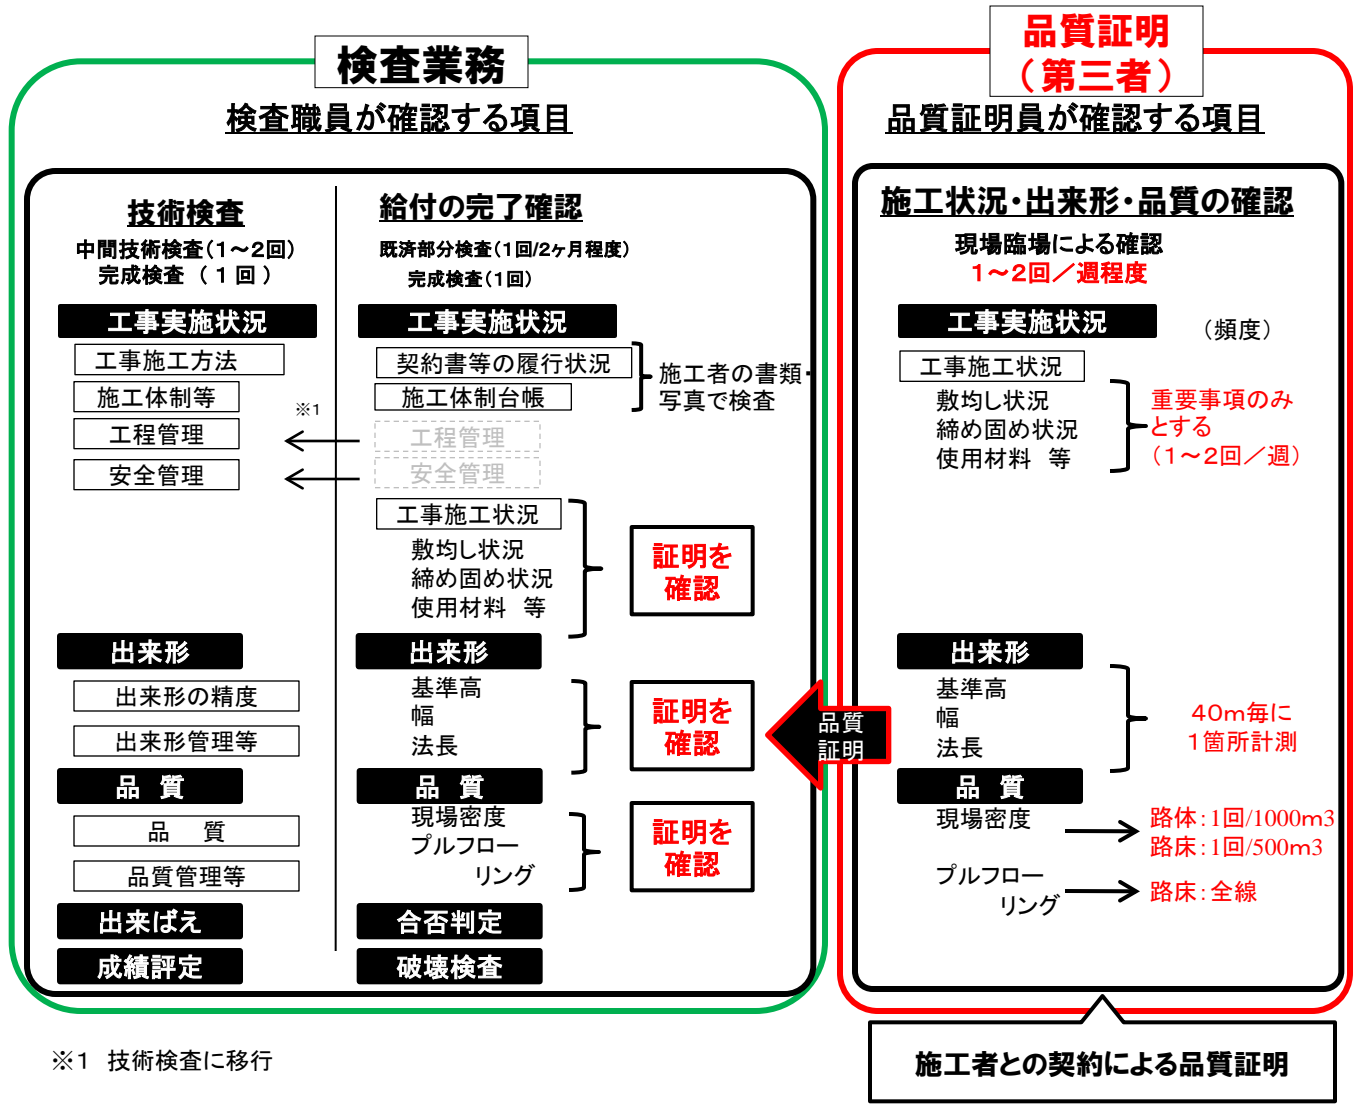 検査業務
検査職員が確認する項目
技術検査
中間技術検査(1～2回)
完成検査 (1回)
工事実施状況
工事施工方法
施工体制等
工程管理
安全管理
※1
出来形
出来形の精度
出来形管理等
品 質
品 質
品質管理等
出来ばえ
成績評定
給付の完了確認
既済部分検査(1回/2ヶ月程度)
完成検査(1回)
工事実施状況
契約書等の履行状況
施工体制台帳
施工者の書類・
写真で検査
工程管理
安全管理
工事施工状況
敷均し状況
締め固め状況
使用材料 等
証明を
確認
出来形
基準高
幅
法長
証明を
確認
品 質
現場密度
プルフロー
リング
証明を
確認
合否判定
破壊検査
品質
証明
品質証明
(第三者)
品質証明員が確認する項目
施工状況・出来形・品質の確認
現場臨場による確認
1～2回／週程度
工事実施状況
(頻度)
工事施工状況
敷均し状況
締め固め状況
使用材料 等
重要事項のみ
とする
(1～2回／週)
出来形
基準高
幅
法長
40m毎に
1箇所計測
品 質
現場密度
路体：1回/1000m3
路床：1回/500m3
プルフロー
リング
路床：全線
施工者との契約による品質証明
※1 技術検査に移行